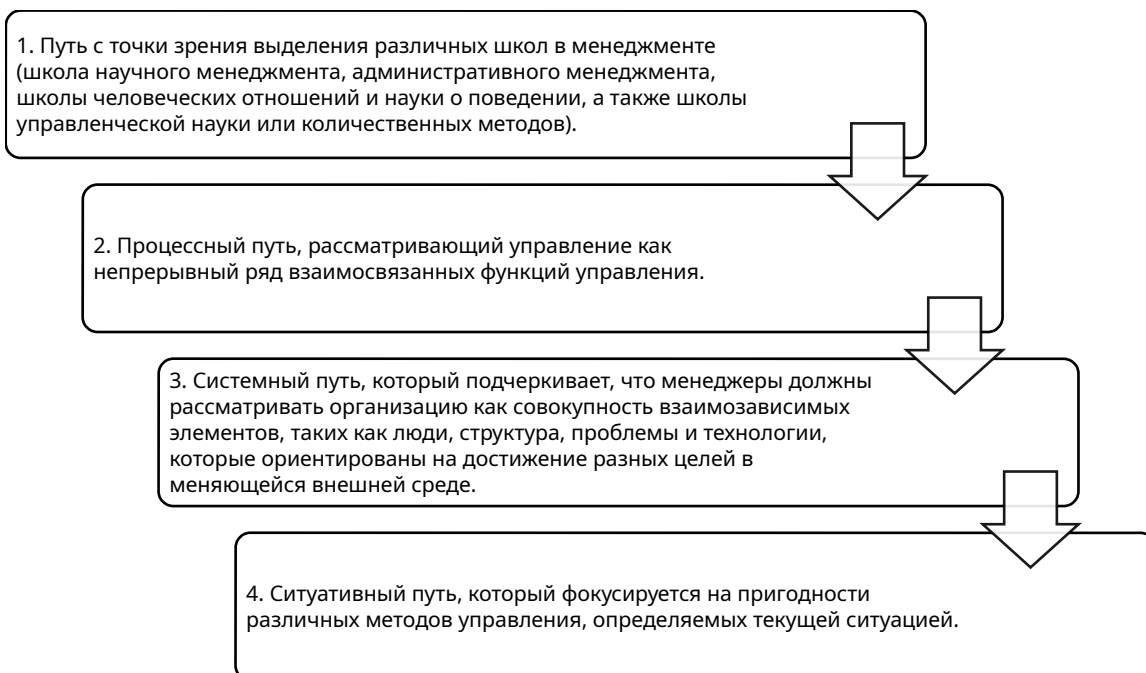 1. Путь с точки зрения выделения различных школ в менеджменте
(школа научного менеджмента, административного менеджмента,
школы человеческих отношений и науки о поведении, а также школы
управленческой науки или количественных методов).
2. Процессный путь, рассматривающий управление как
непрерывный ряд взаимосвязанных функций управления.
3. Системный путь, который подчеркивает, что менеджеры должны
рассматривать организацию как совокупность взаимозависимых
элементов, таких как люди, структура, проблемы и технологии,
которые ориентированы на достижение разных целей в
меняющейся внешней среде.
4. Ситуативный путь, который фокусируется на пригодности
различных методов управления, определяемых текущей ситуацией.